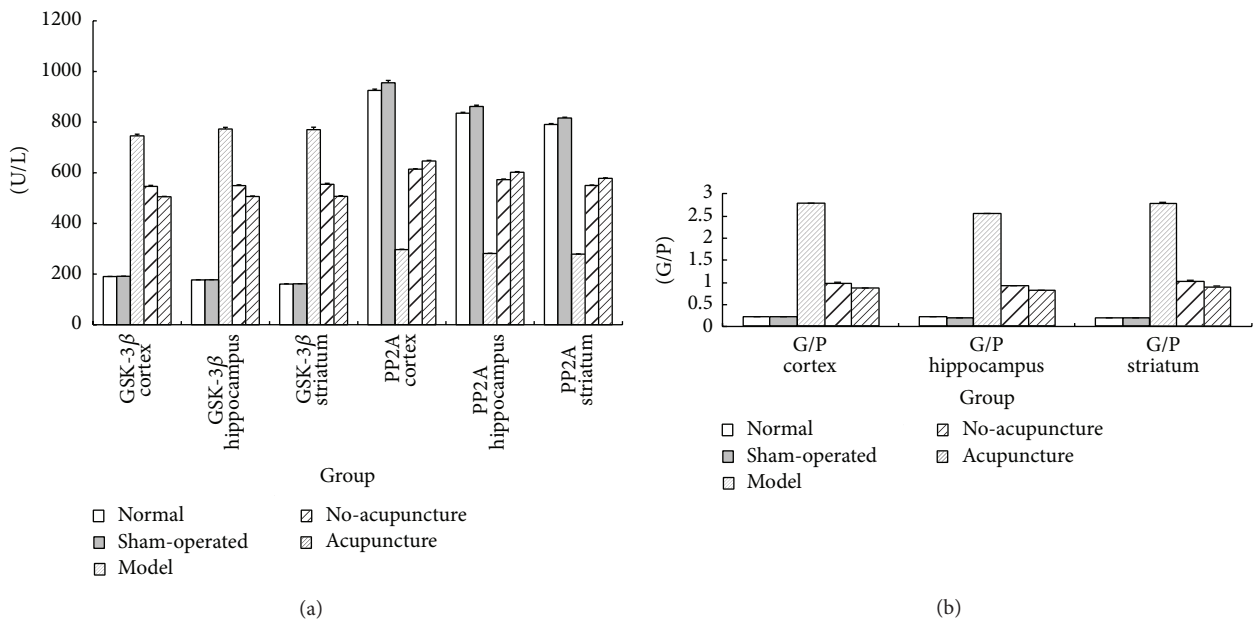 1200
1000
800
600
400
200
0
(U/L)
GSK-3β
cortex
GSK-3β
hippocampus
GSK-3β
striatum
PP2A
cortex
PP2A
hippocampus
PP2A
striatum
Group
Normal
Sham-operated
Model
No-acupuncture
Acupuncture
(a)
3
2.5
2
1.5
1
0.5
0
(G/P)
G/P
cortex
G/P
hippocampus
G/P
striatum
Group
Normal
Sham-operated
Model
No-acupuncture
Acupuncture
(b)